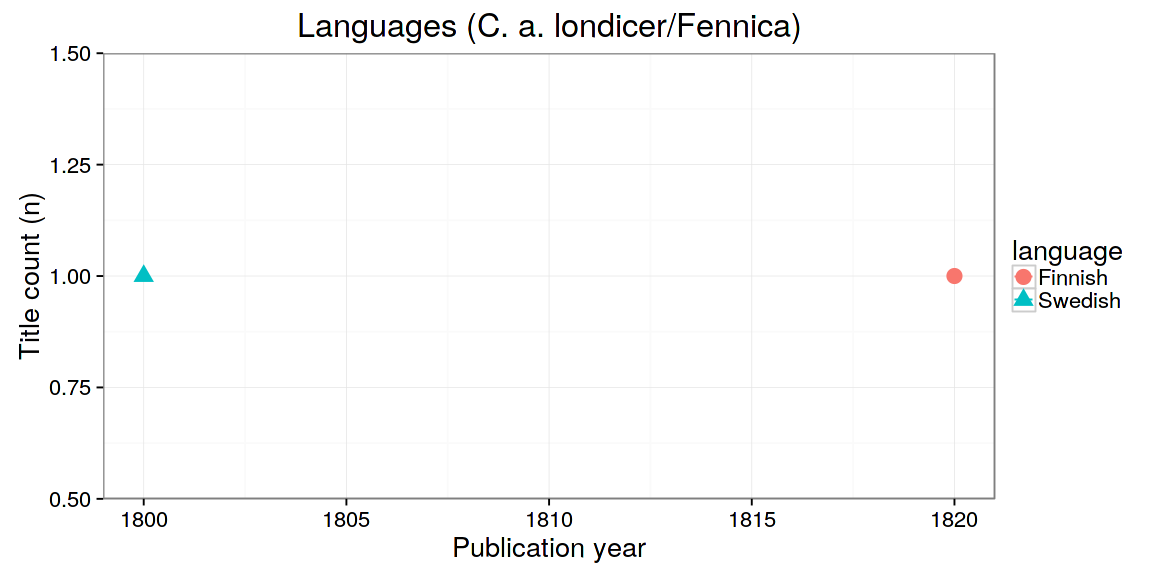 Languages (C. a. londicer/Fennica)
1.50
1.25
1.00
0.75
0.50
Title count (n)
1800 1805 1810 1815 1820
Publication year
language
Finnish
Swedish